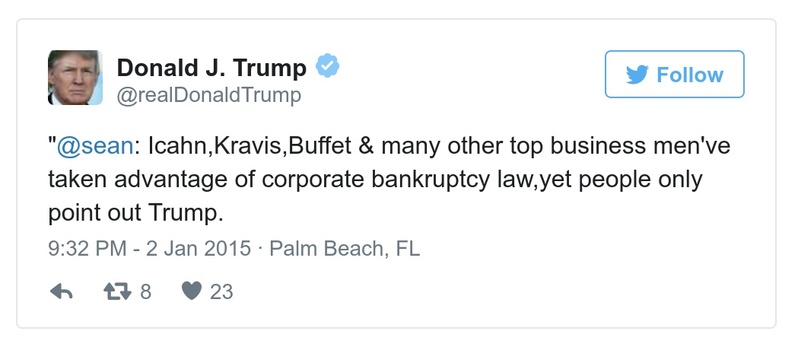 Donald J. Trump
@realDonaldTrump
Follow
"@sean: Icahn,Kravis,Buffet & many other top business men've
taken advantage of corporate bankruptcy law,yet people only
point out Trump.
9:32 PM - 2 Jan 2015 · Palm Beach, FL
8 23